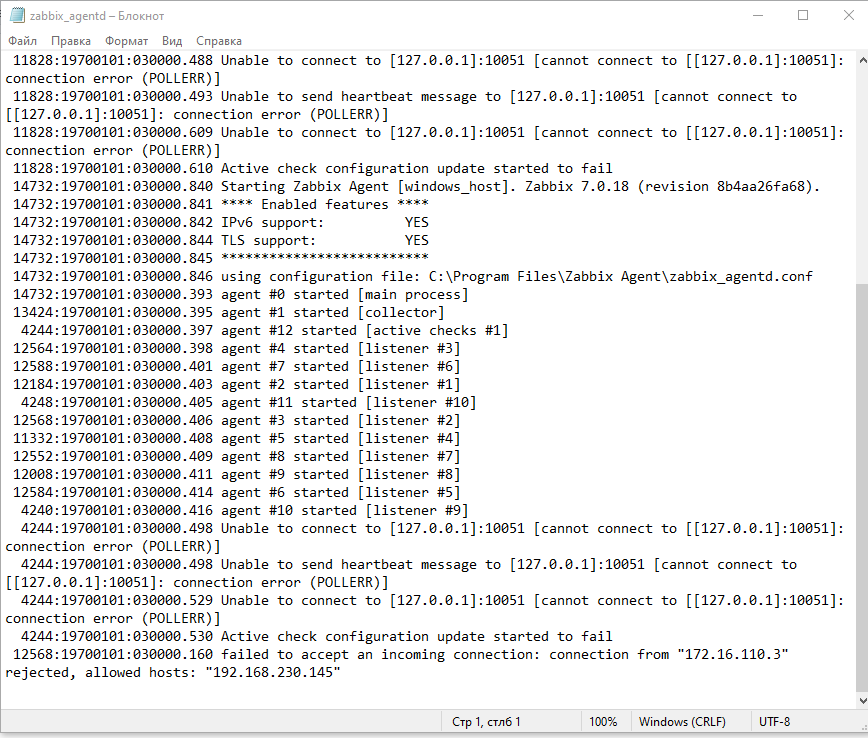 zabbix_agentd – Блокнот
Файл Правка Формат Вид Справка
11828:19700101:030000.488 Unable to connect to [127.0.0.1]:10051 [cannot connect to [[127.0.0.1]:10051]:
connection error (POLLERR)]
11828:19700101:030000.493 Unable to send heartbeat message to [127.0.0.1]:10051 [cannot connect to
[[127.0.0.1]:10051]: connection error (POLLERR)]
11828:19700101:030000.609 Unable to connect to [127.0.0.1]:10051 [cannot connect to [[127.0.0.1]:10051]:
connection error (POLLERR)]
11828:19700101:030000.610 Active check configuration update started to fail
14732:19700101:030000.840 Starting Zabbix Agent [windows_host]. Zabbix 7.0.18 (revision 8b4aa26fa68).
14732:19700101:030000.841 **** Enabled features ****
14732:19700101:030000.842 IPv6 support:          YES
14732:19700101:030000.844 TLS support:           YES
14732:19700101:030000.845 **************************
14732:19700101:030000.846 using configuration file: C:\Program Files\Zabbix Agent\zabbix_agentd.conf
14732:19700101:030000.393 agent #0 started [main process]
13424:19700101:030000.395 agent #1 started [collector]
4244:19700101:030000.397 agent #12 started [active checks #1]
12564:19700101:030000.398 agent #4 started [listener #3]
12588:19700101:030000.401 agent #7 started [listener #6]
12184:19700101:030000.403 agent #2 started [listener #1]
4248:19700101:030000.405 agent #11 started [listener #10]
12568:19700101:030000.406 agent #3 started [listener #2]
11332:19700101:030000.408 agent #5 started [listener #4]
12552:19700101:030000.409 agent #8 started [listener #7]
12008:19700101:030000.411 agent #9 started [listener #8]
12584:19700101:030000.414 agent #6 started [listener #5]
4240:19700101:030000.416 agent #10 started [listener #9]
4244:19700101:030000.498 Unable to connect to [127.0.0.1]:10051 [cannot connect to [[127.0.0.1]:10051]:
connection error (POLLERR)]
4244:19700101:030000.498 Unable to send heartbeat message to [127.0.0.1]:10051 [cannot connect to
[[127.0.0.1]:10051]: connection error (POLLERR)]
4244:19700101:030000.529 Unable to connect to [127.0.0.1]:10051 [cannot connect to [[127.0.0.1]:10051]:
connection error (POLLERR)]
4244:19700101:030000.530 Active check configuration update started to fail
12568:19700101:030000.160 failed to accept an incoming connection: connection from "172.16.110.3"
rejected, allowed hosts: "192.168.230.145"
Стр 1, стлб 1 100% Windows (CRLF) UTF-8